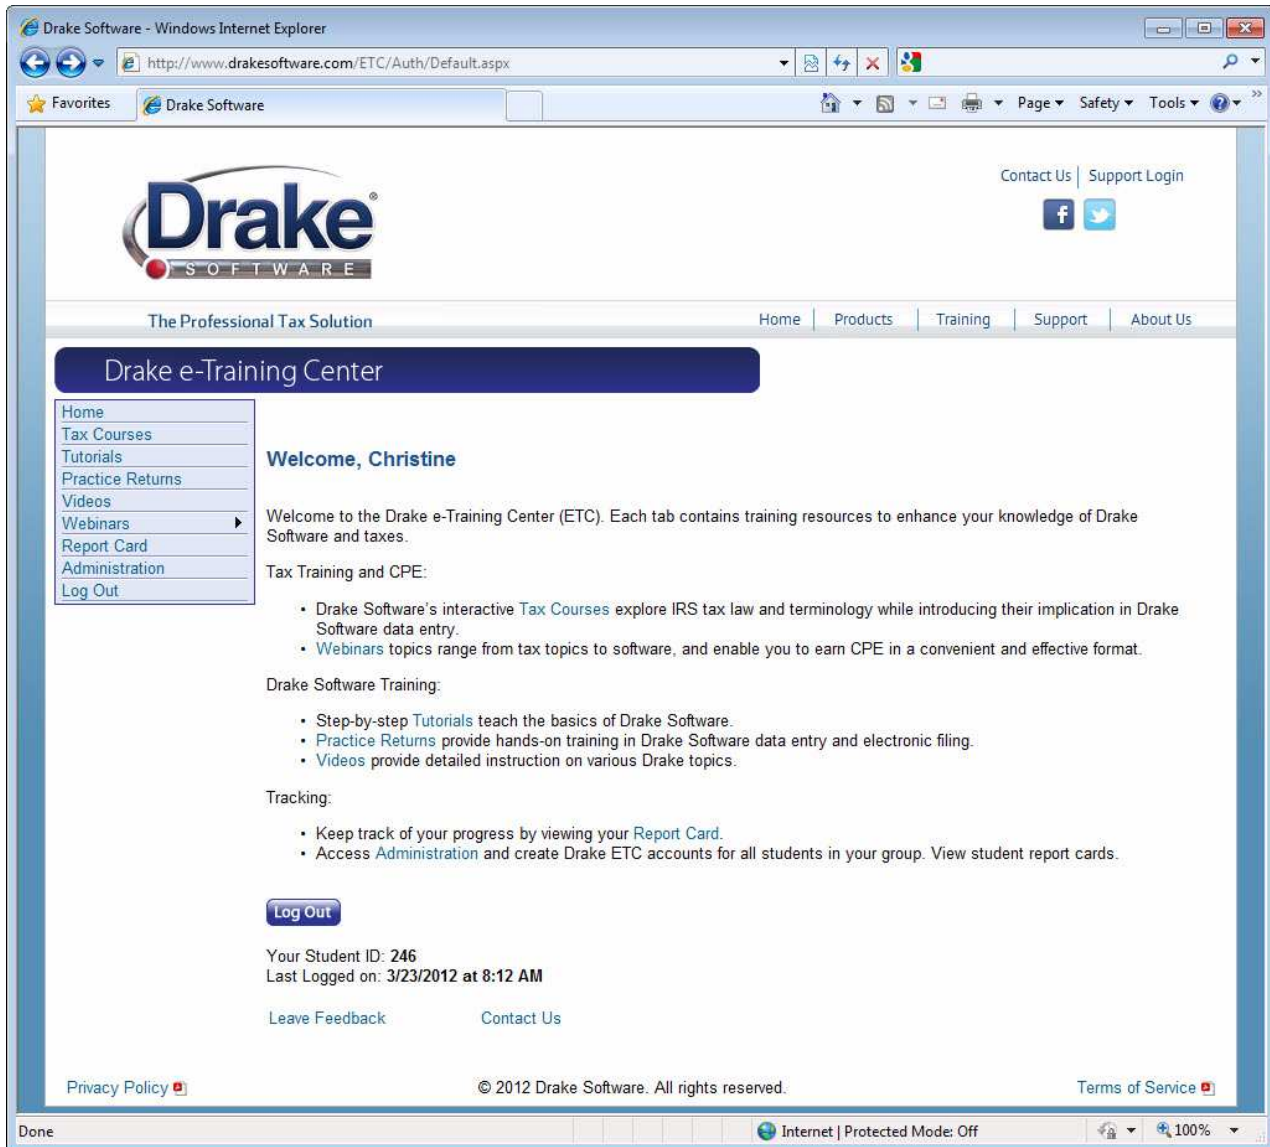 Drake Software - Windows Internet Explorer
http://www.drakesoftware.com/ETC/Auth/Default.aspx
Favorites Drake Software Page Safety Tools
Contact Us Support Login
Drake®
SOFTWARE
The Professional Tax Solution Home Products Training Support About Us
Drake e-Training Center
Home
Tax Courses
Tutorials
Practice Returns
Videos
Webinars
Report Card
Administration
Log Out
Welcome, Christine
Welcome to the Drake e-Training Center (ETC). Each tab contains training resources to enhance your knowledge of Drake
Software and taxes.
Tax Training and CPE:
• Drake Software's interactive Tax Courses explore IRS tax law and terminology while introducing their implication in Drake
Software data entry.
• Webinars topics range from tax topics to software, and enable you to earn CPE in a convenient and effective format.
Drake Software Training:
• Step-by-step Tutorials teach the basics of Drake Software.
• Practice Returns provide hands-on training in Drake Software data entry and electronic filing.
• Videos provide detailed instruction on various Drake topics.
Tracking:
• Keep track of your progress by viewing your Report Card.
• Access Administration and create Drake ETC accounts for all students in your group. View student report cards.
Log Out
Your Student ID: 246
Last Logged on: 3/23/2012 at 8:12 AM
Leave Feedback Contact Us
Privacy Policy © 2012 Drake Software. All rights reserved. Terms of Service
Done Internet | Protected Mode: Off 100%